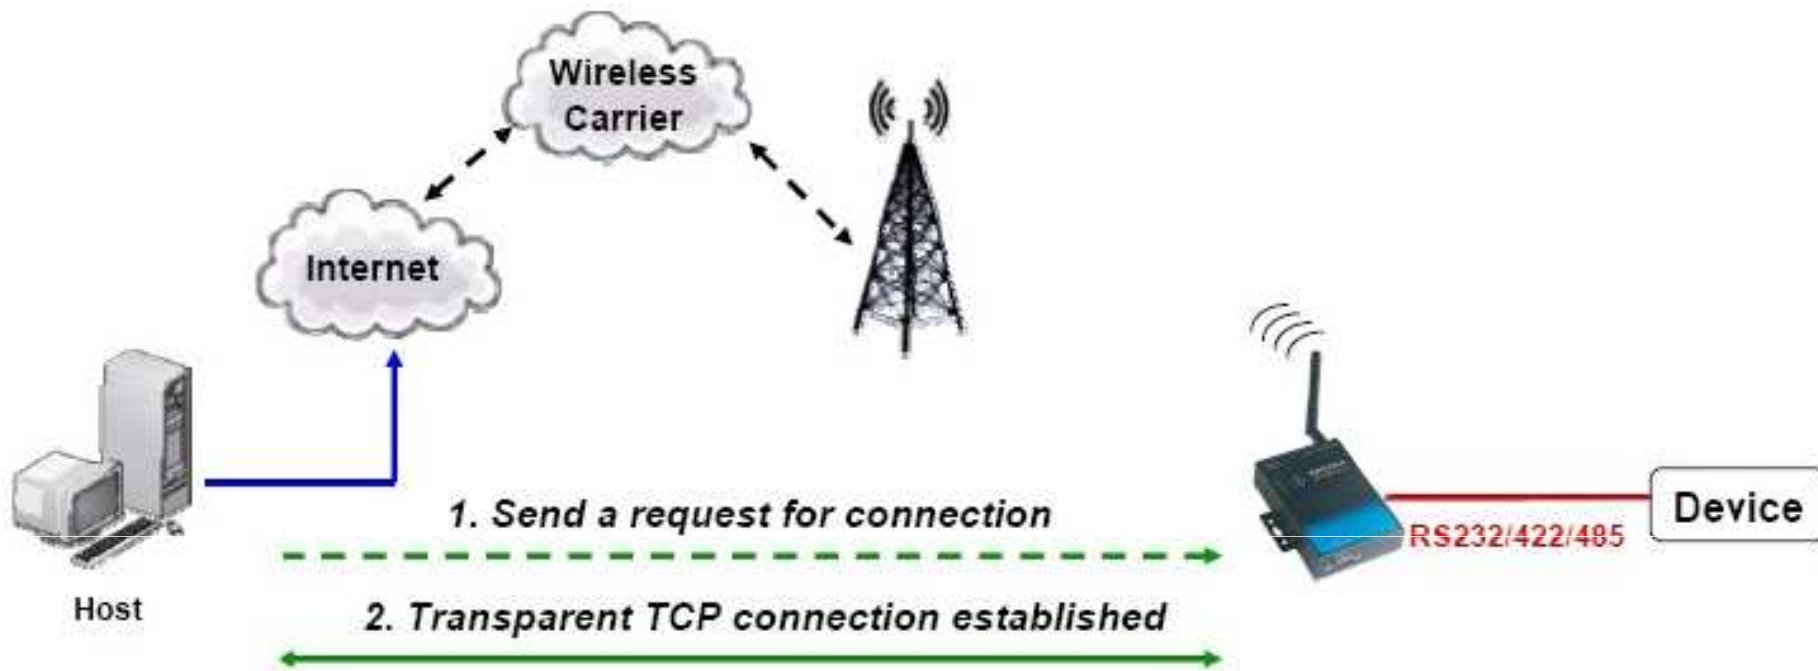 Wireless
Carrier
Internet
1. Send a request for connection
Device
RS232/422/485
Host
2. Transparent TCP connection established